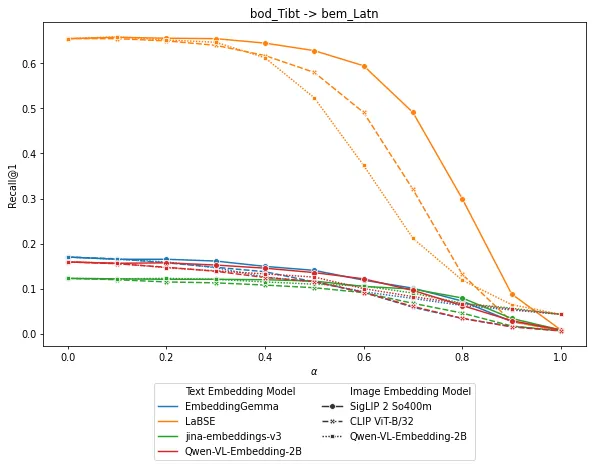 bod_Tibt -> bem_Latn
Recall@1
0.6
0.5
0.4
0.3
0.2
0.1
0.0
0.0 0.2 0.4 0.6 0.8 1.0
α
Text Embedding Model Image Embedding Model
EmbeddingGemma SigLIP 2 So400m
LaBSE CLIP ViT-B/32
jina-embeddings-v3 Qwen-VL-Embedding-2B
Qwen-VL-Embedding-2B